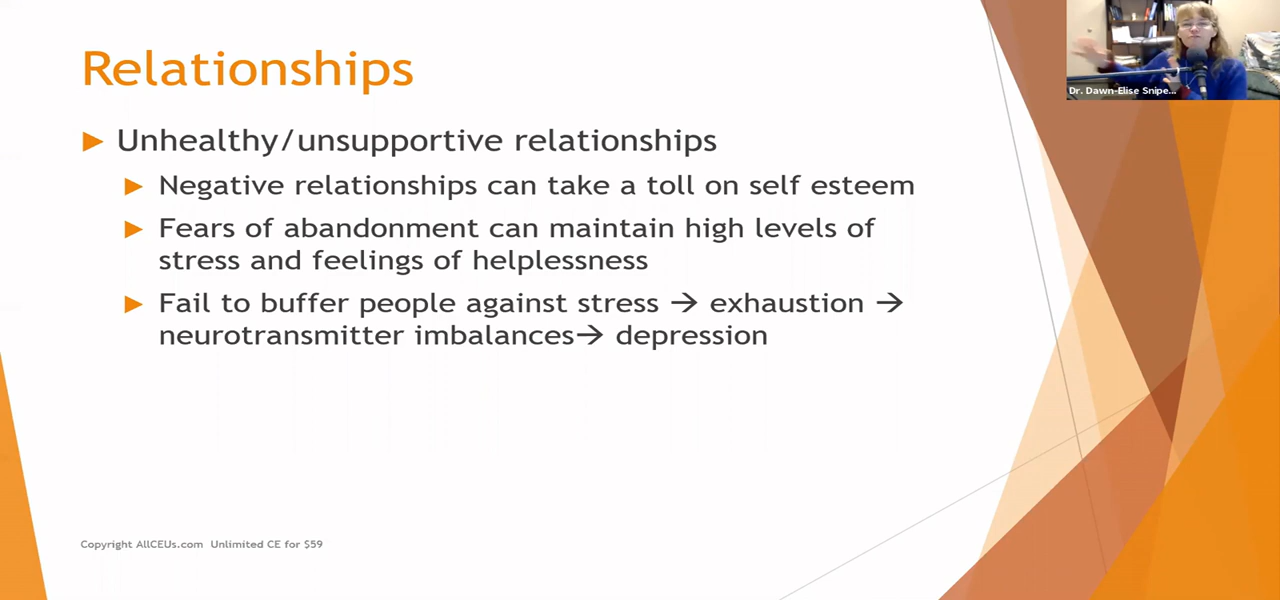 Relationships
Dr. Dawn-Elise Snipe...
► Unhealthy/unsupportive relationships
► Negative relationships can take a toll on self esteem
► Fears of abandonment can maintain high levels of
stress and feelings of helplessness
► Fail to buffer people against stress → exhaustion →
neurotransmitter imbalances→ depression
Copyright AllCEUs.com Unlimited CE for $59